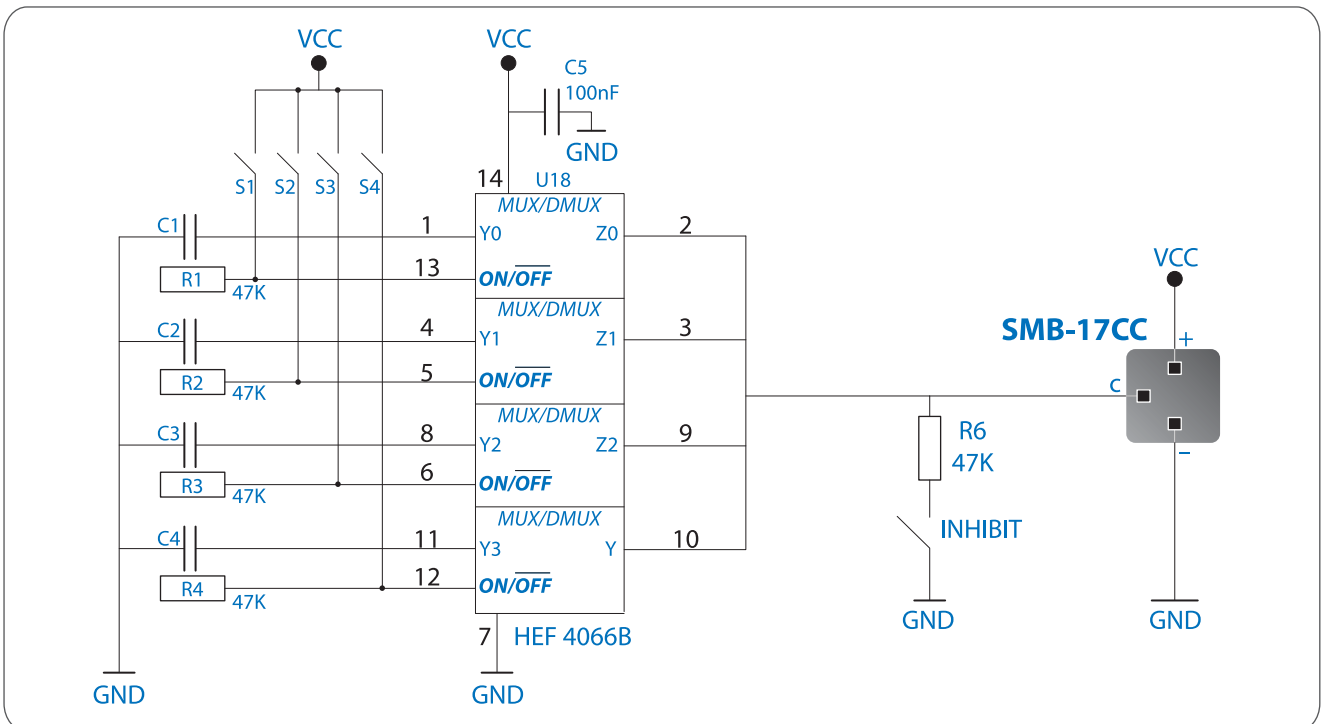 VCC
VCC
C5
100nF
GND
S1 S2 S3 S4
14 U18
MUX/DMUX
C1 1 Y0 Z0 2
R1 47K 13 ON/OFF
MUX/DMUX
C2 4 Y1 Z1 3
R2 47K 5 ON/OFF
MUX/DMUX
C3 8 Y2 Z2 9
R3 47K 6 ON/OFF
MUX/DMUX
C4 11 Y3 Y 10
R4 47K 12 ON/OFF
7 HEF 4066B
GND
GND
VCC
SMB-17CC
+
C
−
R6
47K
INHIBIT
GND
GND